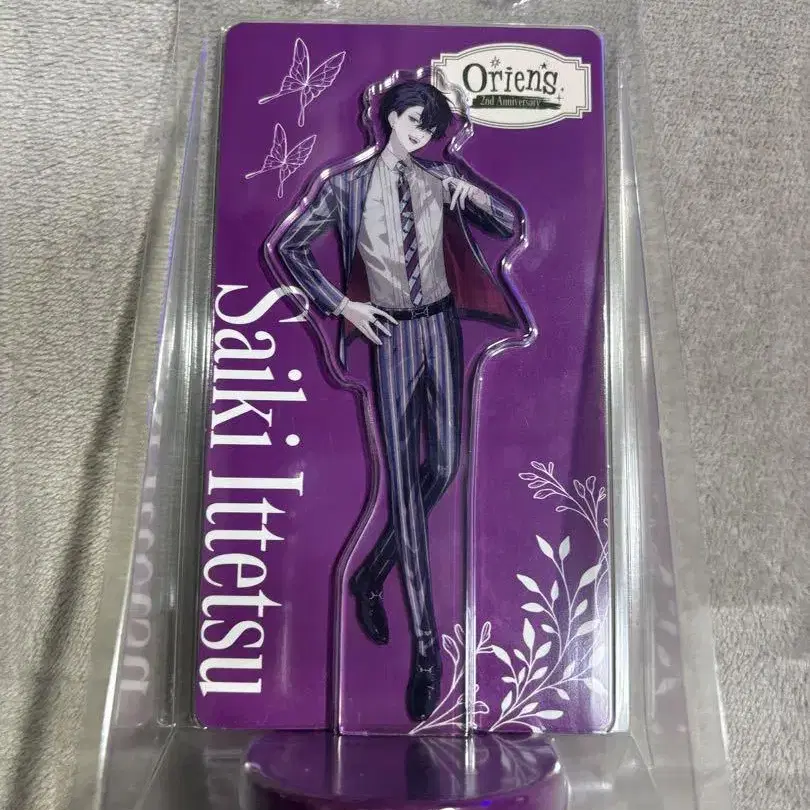 Oriens
2nd Anniversary
Saiki Ittetsu